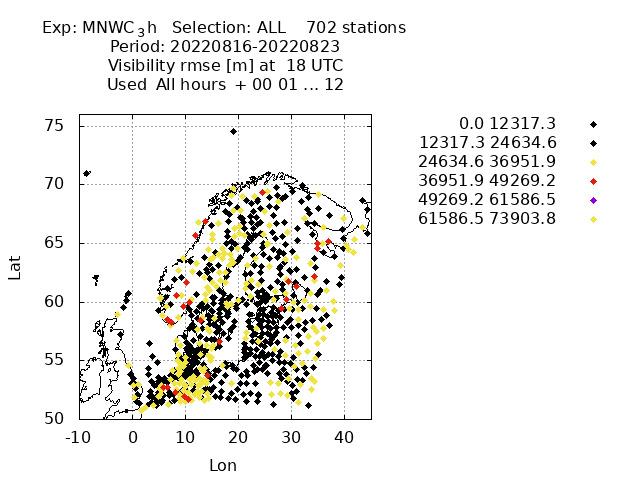 Exp: MNWC_3h Selection: ALL 702 stations
Period: 20220816-20220823
Visibility rmse [m] at 18 UTC
Used All hours + 00 01 ... 12
0.0 12317.3
12317.3 24634.6
24634.6 36951.9
36951.9 49269.2
49269.2 61586.5
61586.5 73903.8
75
70
65
60
55
50
Lat
-10 0 10 20 30 40
Lon